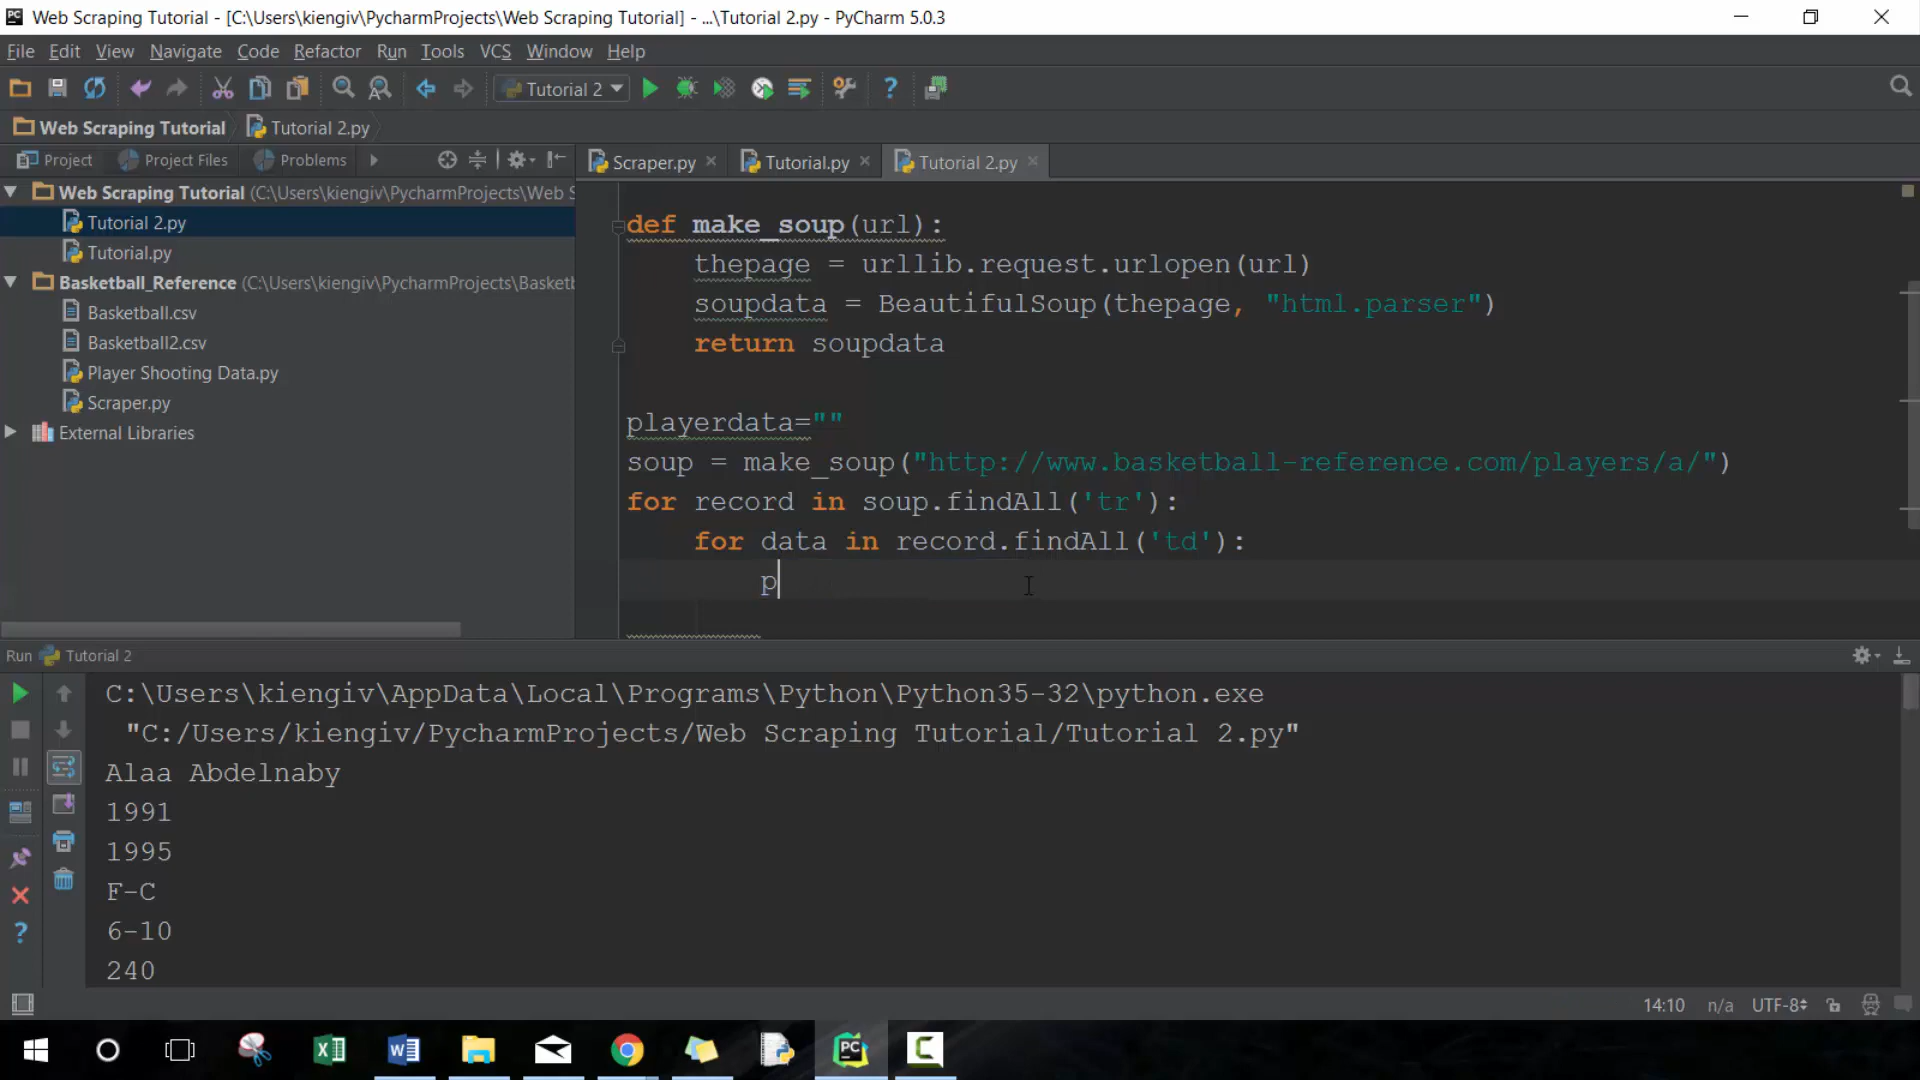 Web Scraping Tutorial - [C:\Users\kiengiv\PycharmProjects\Web Scraping Tutorial] - ...\Tutorial 2.py - PyCharm 5.0.3
File Edit View Navigate Code Refactor Run Tools VCS Window Help
Tutorial 2
Web Scraping Tutorial Tutorial 2.py
Project Project Files Problems
Scraper.py Tutorial.py Tutorial 2.py
Web Scraping Tutorial (C:\Users\kiengiv\PycharmProjects\Web S
Tutorial 2.py
Tutorial.py
Basketball_Reference (C:\Users\kiengiv\PycharmProjects\Basketb
Basketball.csv
Basketball2.csv
Player Shooting Data.py
Scraper.py
External Libraries
def make_soup(url):
thepage = urllib.request.urlopen(url)
soupdata = BeautifulSoup(thepage, "html.parser")
return soupdata
playerdata=""
soup = make_soup("http://www.basketball-reference.com/players/a/")
for record in soup.findAll('tr'):
for data in record.findAll('td'):
p
Run Tutorial 2
C:\Users\kiengiv\AppData\Local\Programs\Python\Python35-32\python.exe
"C:/Users/kiengiv/PycharmProjects/Web Scraping Tutorial/Tutorial 2.py"
Alaa Abdelnaby
1991
1995
F-C
6-10
240
14:10 n/a UTF-8